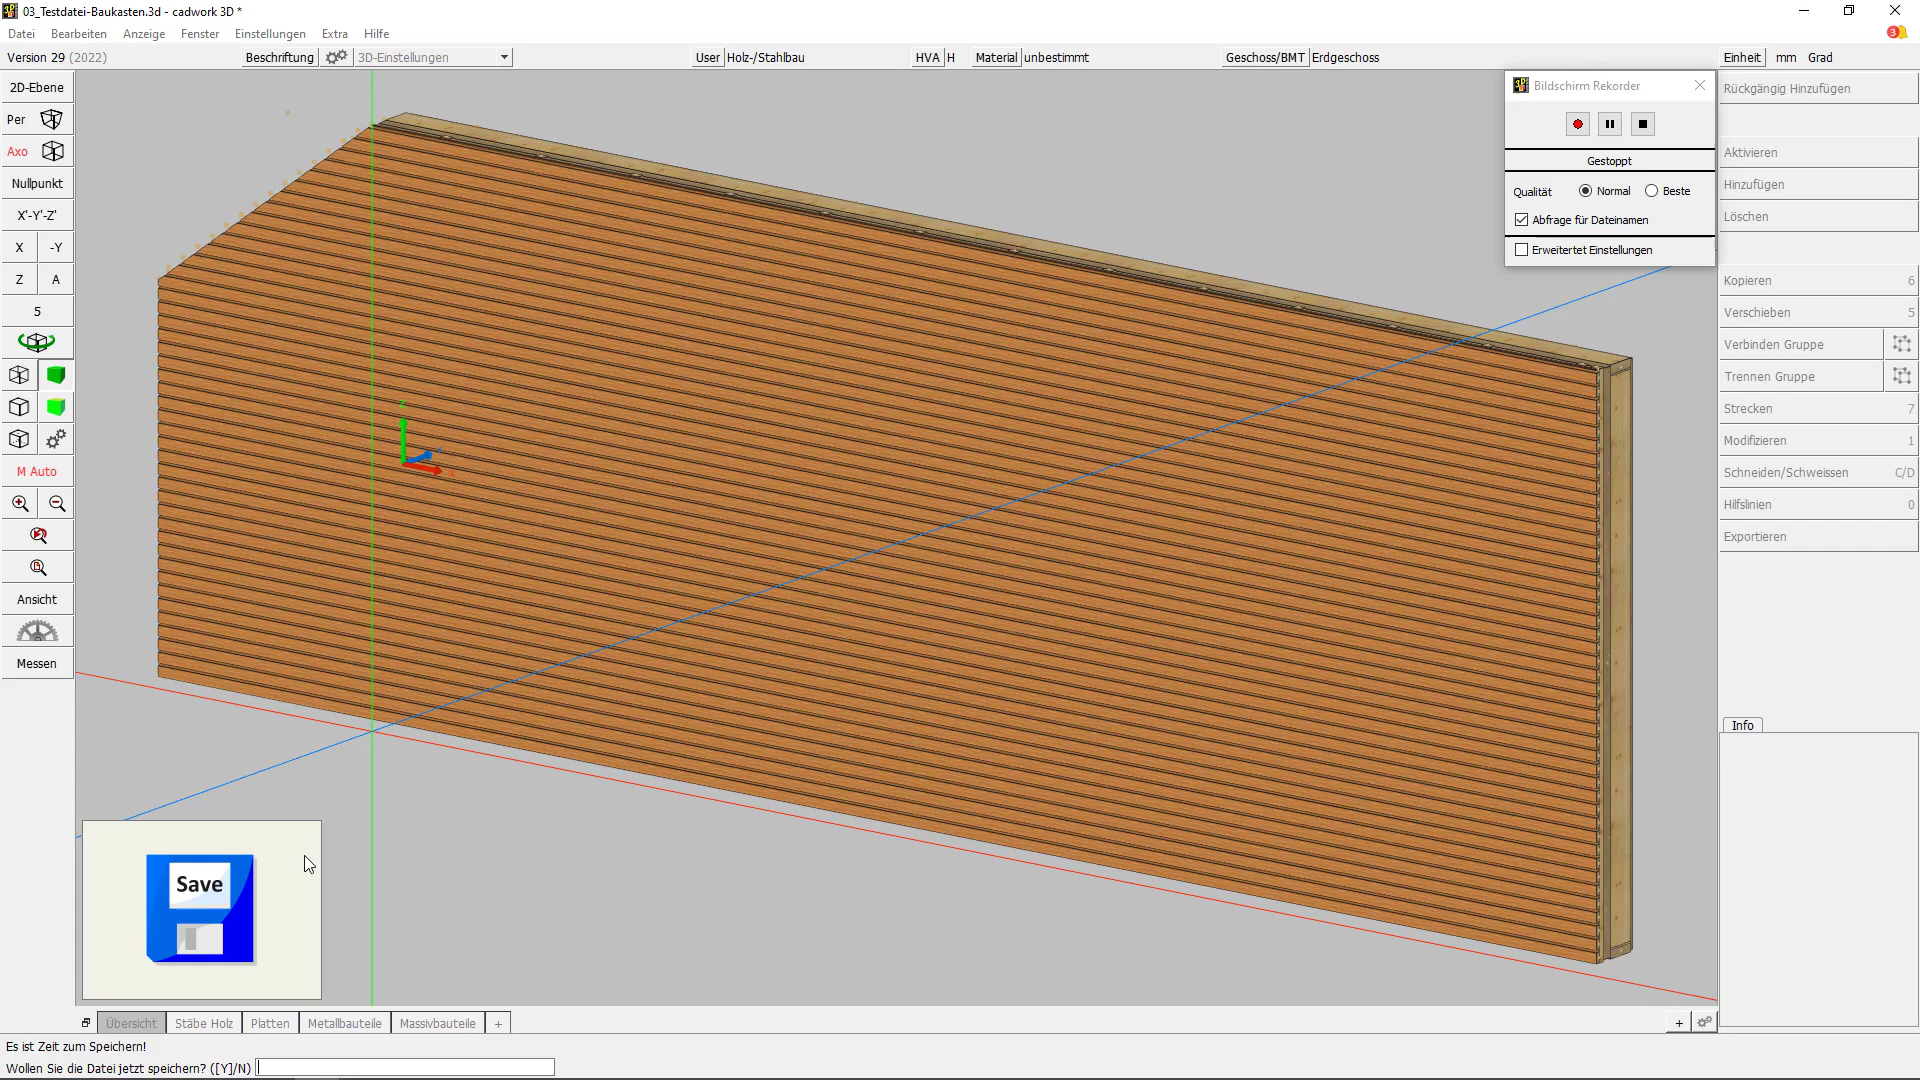 03_Testdatei-Baukasten.3d - cadwork 3D *
Datei Bearbeiten Anzeige Fenster Einstellungen Extra Hilfe
3
Version 29 (2022) Beschriftung 3D-Einstellungen User Holz-/Stahlbau HVA H Material unbestimmt Geschoss/BMT Erdgeschoss Einheit mm Grad
2D-Ebene
Per
Axo
Nullpunkt
X'-Y'-Z'
X -Y
Z A
5
M Auto
Ansicht
Messen
Bildschirm Rekorder
Gestoppt
Qualität Normal Beste
Abfrage für Dateinamen
Erweitertet Einstellungen
Rückgängig Hinzufügen
Aktivieren
Hinzufügen
Löschen
Kopieren 6
Verschieben 5
Verbinden Gruppe
Trennen Gruppe
Strecken 7
Modifizieren 1
Schneiden/Schweissen C/D
Hilfslinien 0
Exportieren
Info
Z
X
Save
Übersicht Stäbe Holz Platten Metallbauteile Massivbauteile + +
Es ist Zeit zum Speichern!
Wollen Sie die Datei jetzt speichern? ([Y]/N)